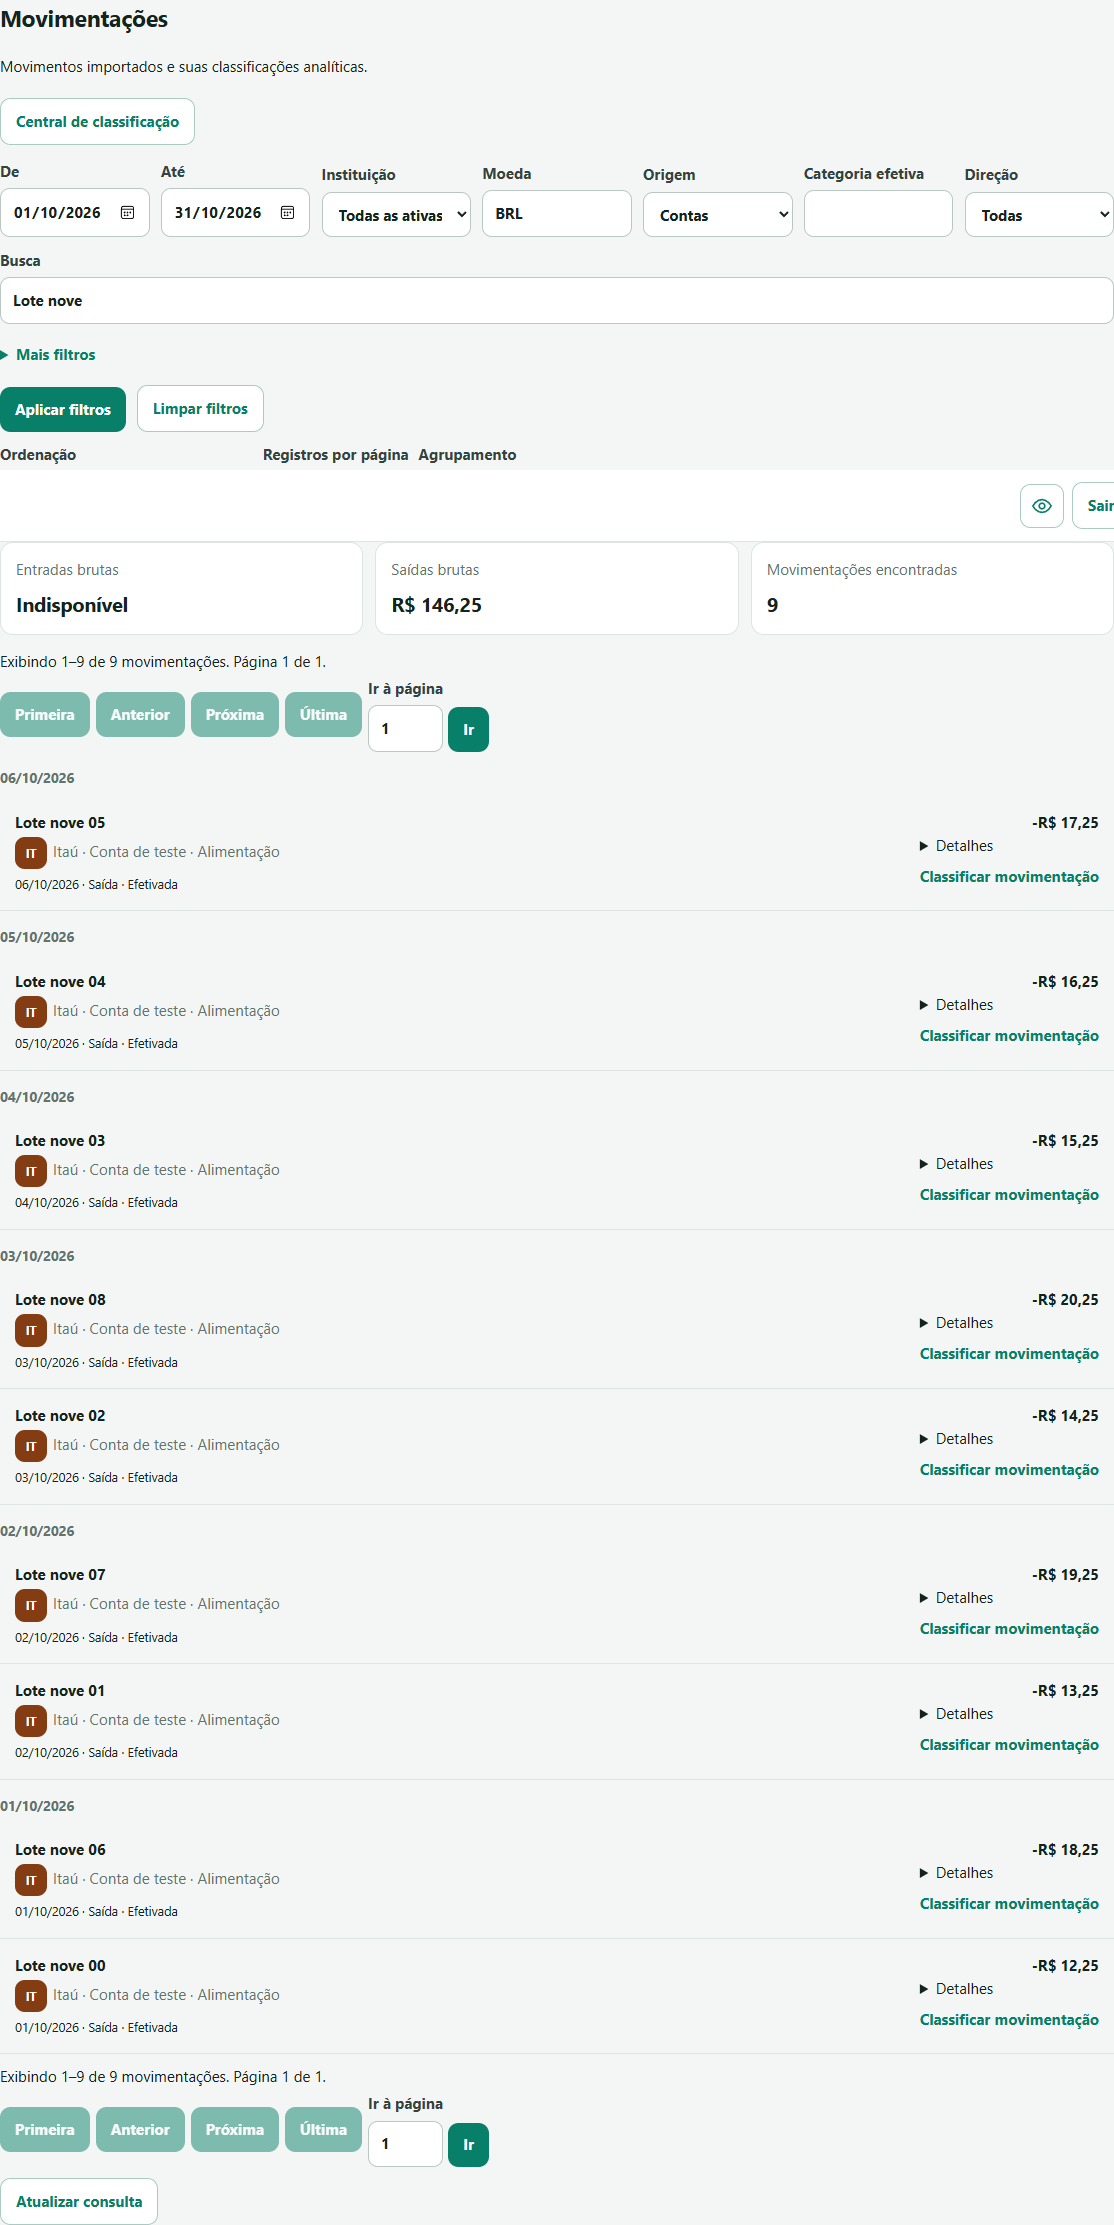 Movimentações
Movimentos importados e suas classificações analíticas.
Central de classificação
De
Até
Instituição
Moeda
Origem
Categoria efetiva
Direção
01/10/2026
31/10/2026
Todas as ativas
BRL
Contas
Todas
Busca
Lote nove
Mais filtros
Aplicar filtros
Limpar filtros
Ordenação
Registros por página
Agrupamento
Sair
Entradas brutas
Indisponível
Saídas brutas
R$ 146,25
Movimentações encontradas
9
Exibindo 1–9 de 9 movimentações. Página 1 de 1.
Primeira
Anterior
Próxima
Última
Ir à página
1
Ir
06/10/2026
Lote nove 05
-R$ 17,25
IT
Itaú · Conta de teste · Alimentação
Detalhes
06/10/2026 · Saída · Efetivada
Classificar movimentação
05/10/2026
Lote nove 04
-R$ 16,25
IT
Itaú · Conta de teste · Alimentação
Detalhes
05/10/2026 · Saída · Efetivada
Classificar movimentação
04/10/2026
Lote nove 03
-R$ 15,25
IT
Itaú · Conta de teste · Alimentação
Detalhes
04/10/2026 · Saída · Efetivada
Classificar movimentação
03/10/2026
Lote nove 08
-R$ 20,25
IT
Itaú · Conta de teste · Alimentação
Detalhes
03/10/2026 · Saída · Efetivada
Classificar movimentação
Lote nove 02
-R$ 14,25
IT
Itaú · Conta de teste · Alimentação
Detalhes
03/10/2026 · Saída · Efetivada
Classificar movimentação
02/10/2026
Lote nove 07
-R$ 19,25
IT
Itaú · Conta de teste · Alimentação
Detalhes
02/10/2026 · Saída · Efetivada
Classificar movimentação
Lote nove 01
-R$ 13,25
IT
Itaú · Conta de teste · Alimentação
Detalhes
02/10/2026 · Saída · Efetivada
Classificar movimentação
01/10/2026
Lote nove 06
-R$ 18,25
IT
Itaú · Conta de teste · Alimentação
Detalhes
01/10/2026 · Saída · Efetivada
Classificar movimentação
Lote nove 00
-R$ 12,25
IT
Itaú · Conta de teste · Alimentação
Detalhes
01/10/2026 · Saída · Efetivada
Classificar movimentação
Exibindo 1–9 de 9 movimentações. Página 1 de 1.
Primeira
Anterior
Próxima
Última
Ir à página
1
Ir
Atualizar consulta